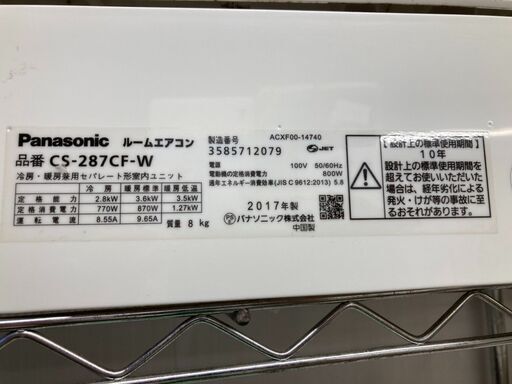 Panasonic ルームエアコン
品番 CS-287CF-W
冷房・暖房兼用セパレート形室内ユニット
冷房 暖房 暖房低温
定格能力 2.8kW 3.6kW 3.5kW
定格消費電力 770W 870W 1.27kW
運転電流 8.55A 9.65A
質量 8 kg
ACXF00-14740
製造番号
3585712079
JET
電源 100V 50/60Hz
電動機の定格消費電力 800W
通年エネルギー消費効率(JIS C 9612:2013) 5.8
2017年製
パナソニック株式会社
中国製
【設計上の標準使用期間】
10年
設計上の標準使用期間を
超えてお使いいただいた
場合は、経年劣化による
発火・けが等の事故に至
るおそれがあります。